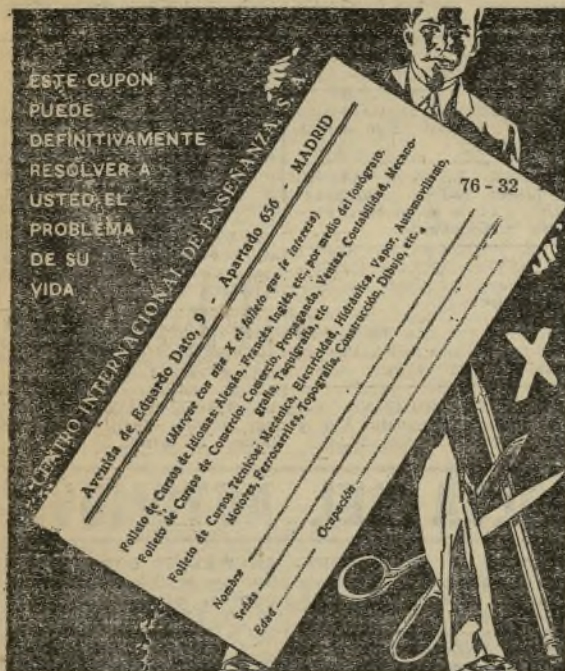 ESTE CUPON
PUEDE
DEFINITIVAMENTE
RESOLVER A
USTED, EL
PROBLEMA
DE SU
VIDA
CENTRO INTERNACIONAL DE ENSEÑANZA, S. A.
Avenida de Eduardo Dato, 9 - Apartado 656 - MADRID
76 - 32
(Marque con una X el folleto que le interese)
Folleto de Cursos de Idiomas: Alemán, Francés, Inglés, etc., por medio del fonógrafo.
Folleto de Cursos de Comercio: Comercio, Propaganda, Ventas, Contabilidad, Mecano-
grafía, Taquigrafía, etc
Folleto de Cursos Técnicos: Mecánica, Electricidad, Hidráulica, Vapor, Automovilismo,
Motores, Ferrocarriles, Topografía, Construcción, Dibujo, etc.
Nombre
Señas
Edad Ocupación
X